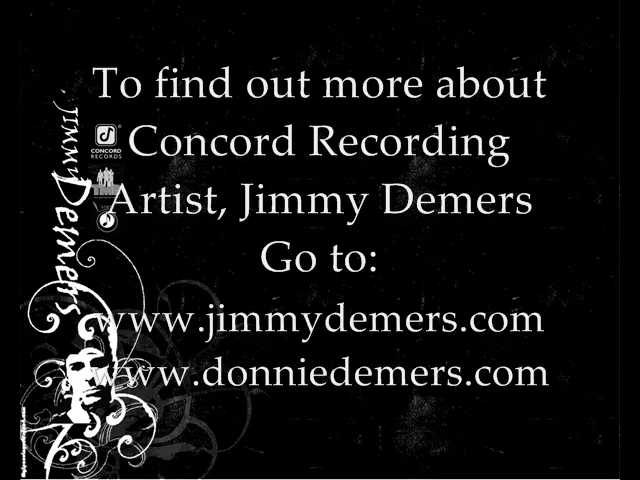 To find out more about
Concord Recording
Artist, Jimmy Demers
Go to:
www.jimmydemers.com
www.donniedemers.com
JIMMY Demers
CONCORD
RECORDS